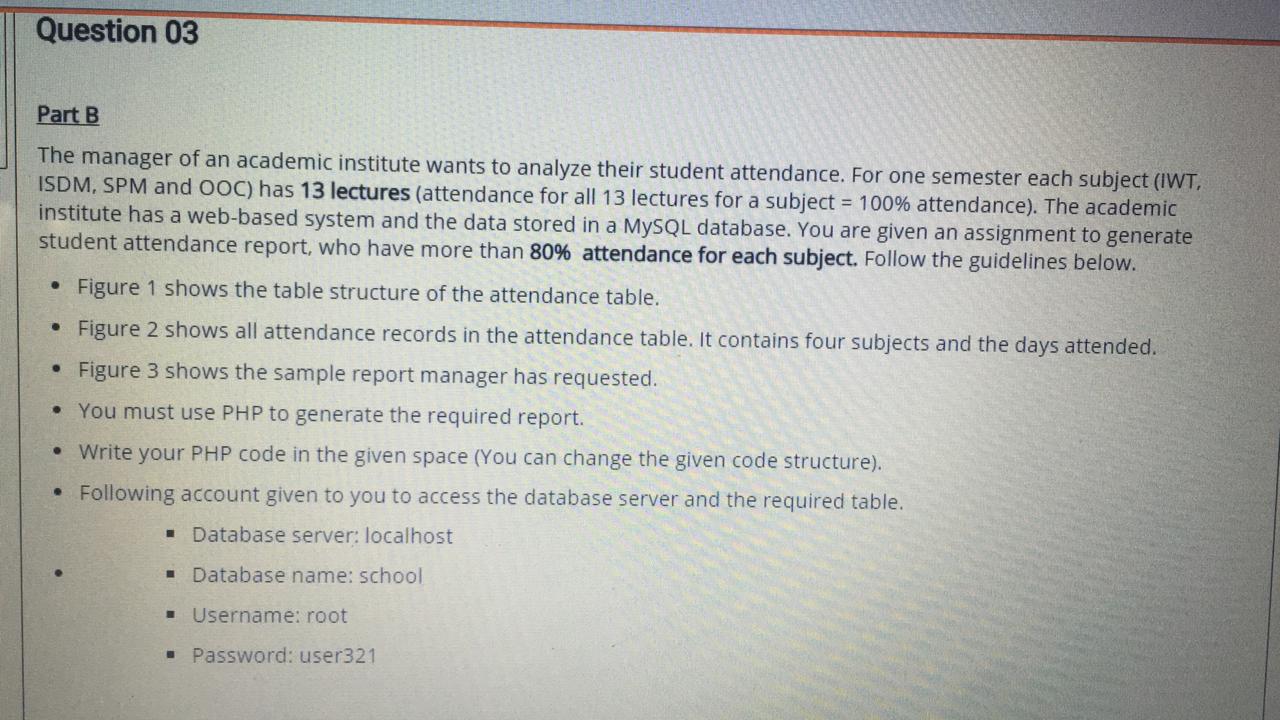 Question 03
Part B
The manager of an academic institute wants to analyze their student attendance. For one semester each subject (IWT,
ISDM, SPM and OOC) has 13 lectures (attendance for all 13 lectures for a subject = 100% attendance). The academic
institute has a web-based system and the data stored in a MySQL database. You are given an assignment to generate
student attendance report, who have more than 80% attendance for each subject. Follow the guidelines below.
• Figure 1 shows the table structure of the attendance table.
• Figure 2 shows all attendance records in the attendance table. It contains four subjects and the days attended.
• Figure 3 shows the sample report manager has requested.
• You must use PHP to generate the required report.
• Write your PHP code in the given space (You can change the given code structure).
• Following account given to you to access the database server and the required table.
▪ Database server: localhost
• ▪ Database name: school
▪ Username: root
▪ Password: user321